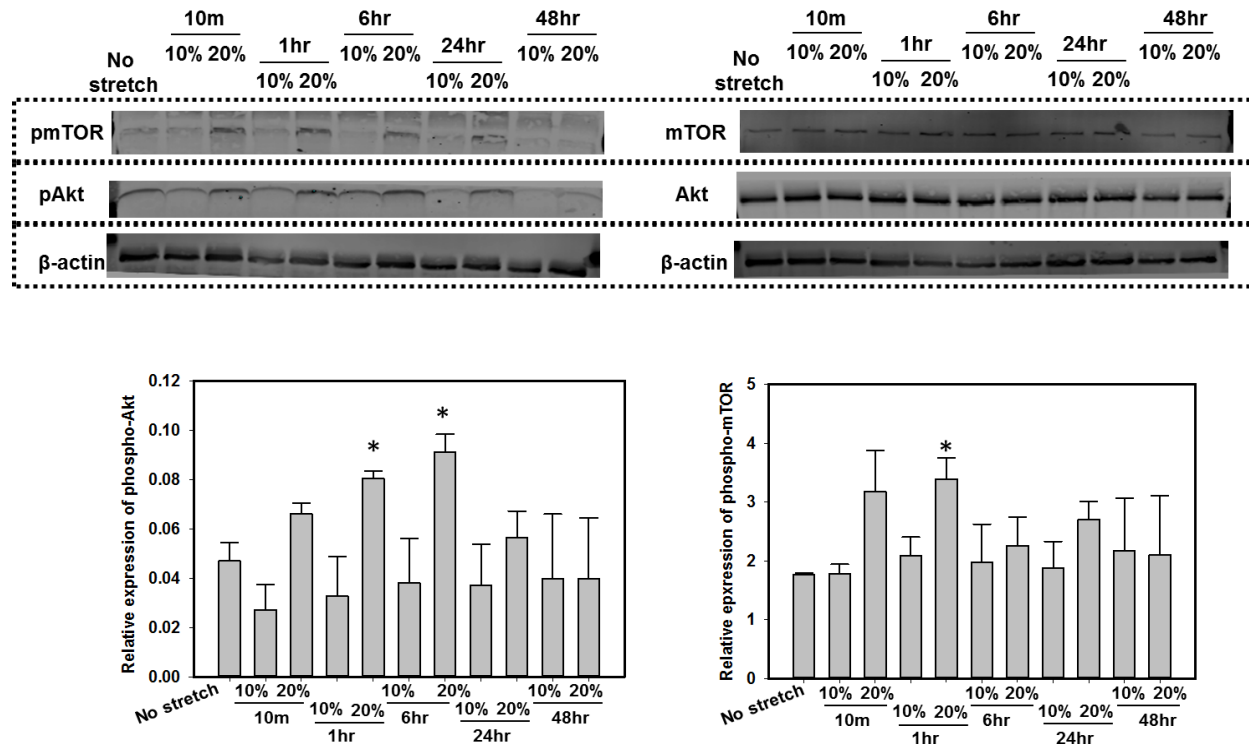 10m 6hr 48hr
No stretch 10% 20% 1hr 10% 20% 24hr 10% 20%
10% 20% 10% 20%
10m 6hr 48hr
No stretch 10% 20% 1hr 10% 20% 24hr 10% 20%
10% 20% 10% 20%
pmTOR
mTOR
pAkt
Akt
β-actin
β-actin
Relative expression of phospho-Akt
0.12
0.10
0.08
0.06
0.04
0.02
0.00
*
*
No stretch
10% 20% 10% 20% 10% 20%
10m 10% 20% 6hr 10% 20% 48hr
1hr 24hr
Relative epxression of phospho-mTOR
5
4
3
2
1
0
*
No stretch
10% 20% 10% 20% 10% 20%
10m 10% 20% 6hr 10% 20% 48hr
1hr 24hr